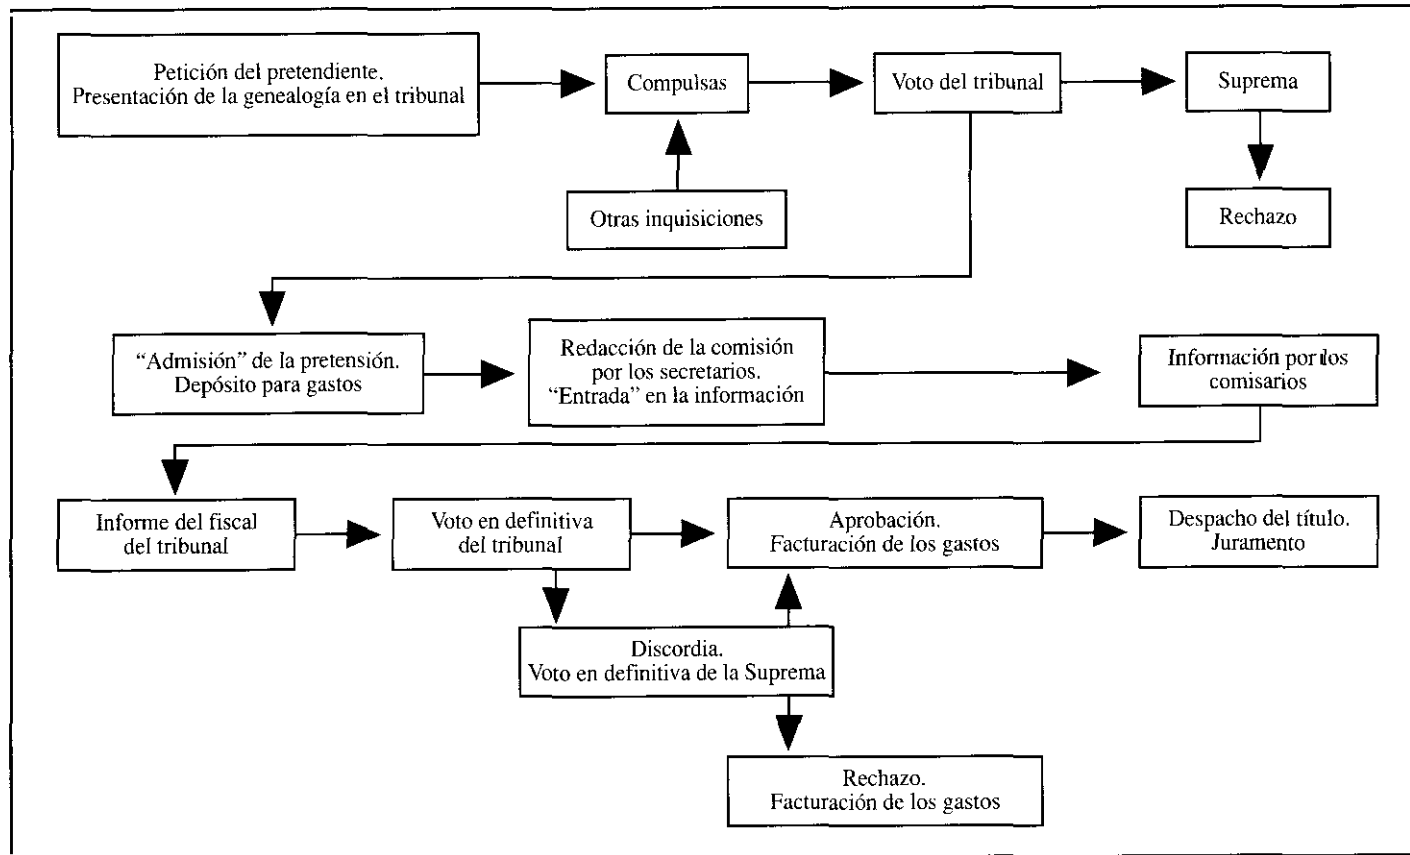 Petición del pretendiente.
Presentación de la genealogía en el tribunal
Compulsas
Voto del tribunal
Suprema
Otras inquisiciones
Rechazo
“Admisión” de la pretensión.
Depósito para gastos
Redacción de la comisión
por los secretarios.
“Entrada” en la información
Información por los
comisarios
Informe del fiscal
del tribunal
Voto en definitiva
del tribunal
Aprobación.
Facturación de los gastos
Despacho del título.
Juramento
Discordia.
Voto en definitiva de la Suprema
Rechazo.
Facturación de los gastos